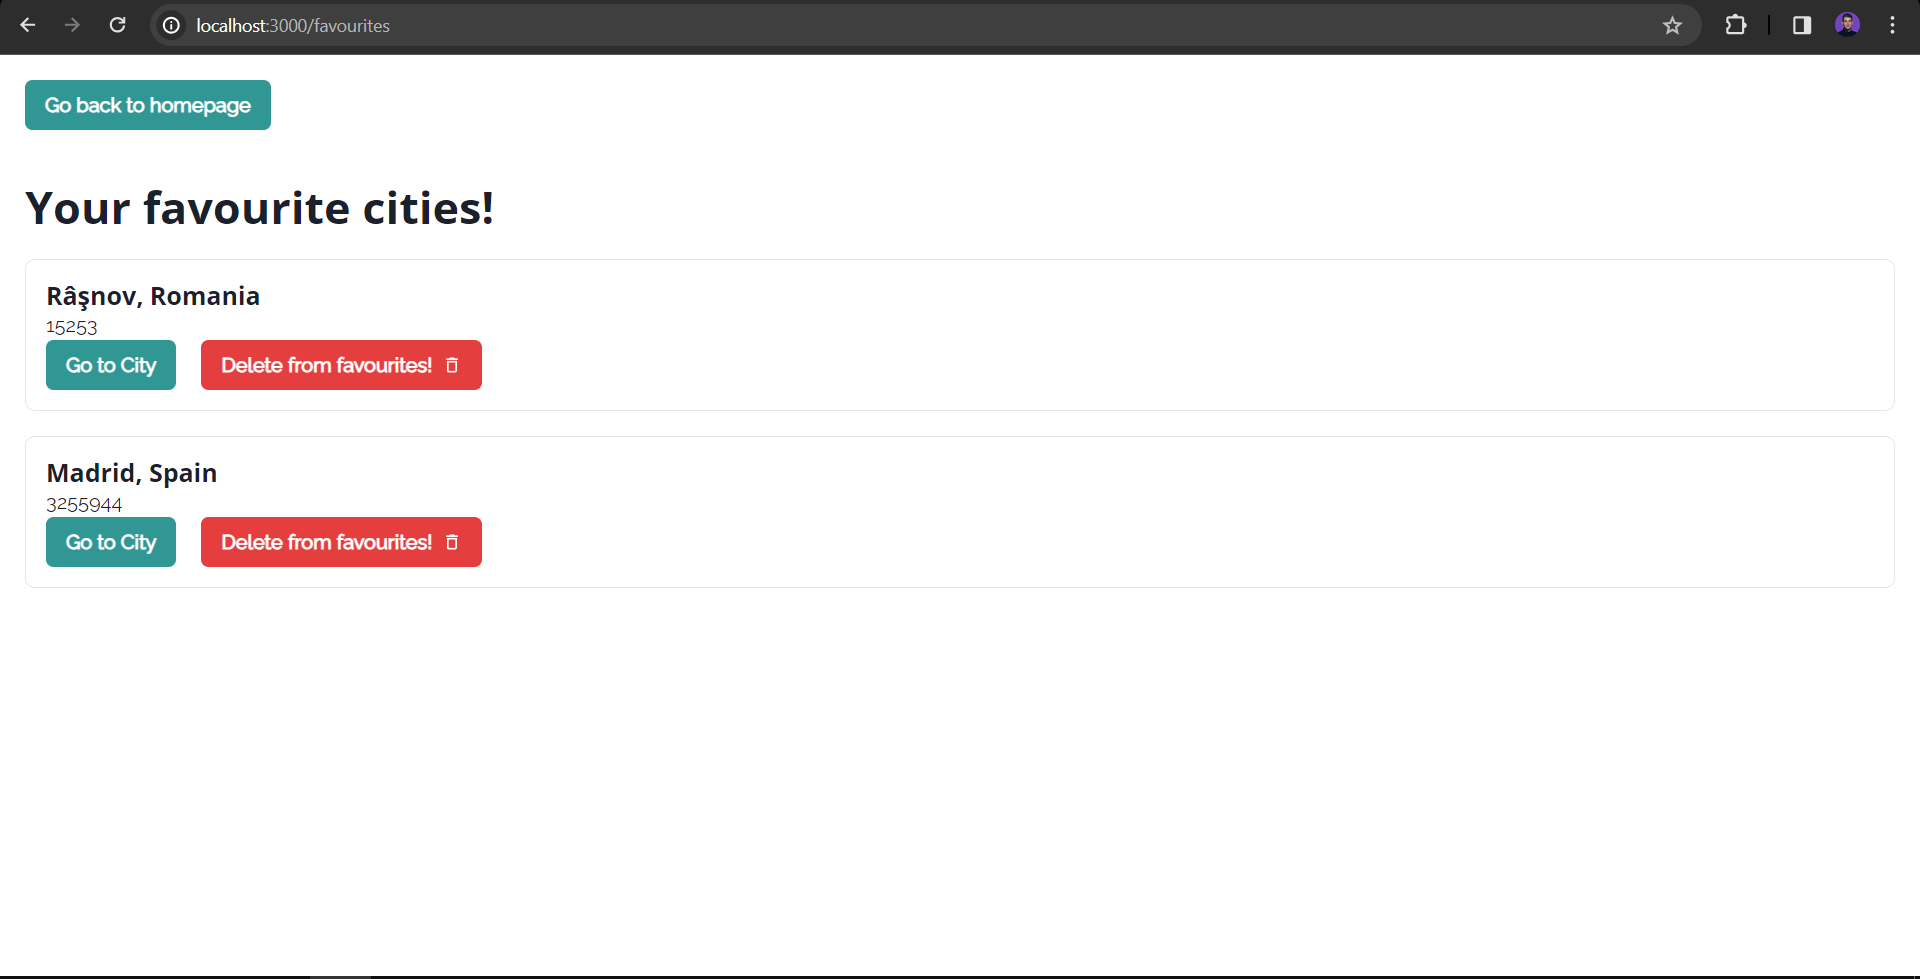 localhost:3000/favourites
Go back to homepage
Your favourite cities!
Râşnov, Romania
15253
Go to City Delete from favourites!
Madrid, Spain
3255944
Go to City Delete from favourites!